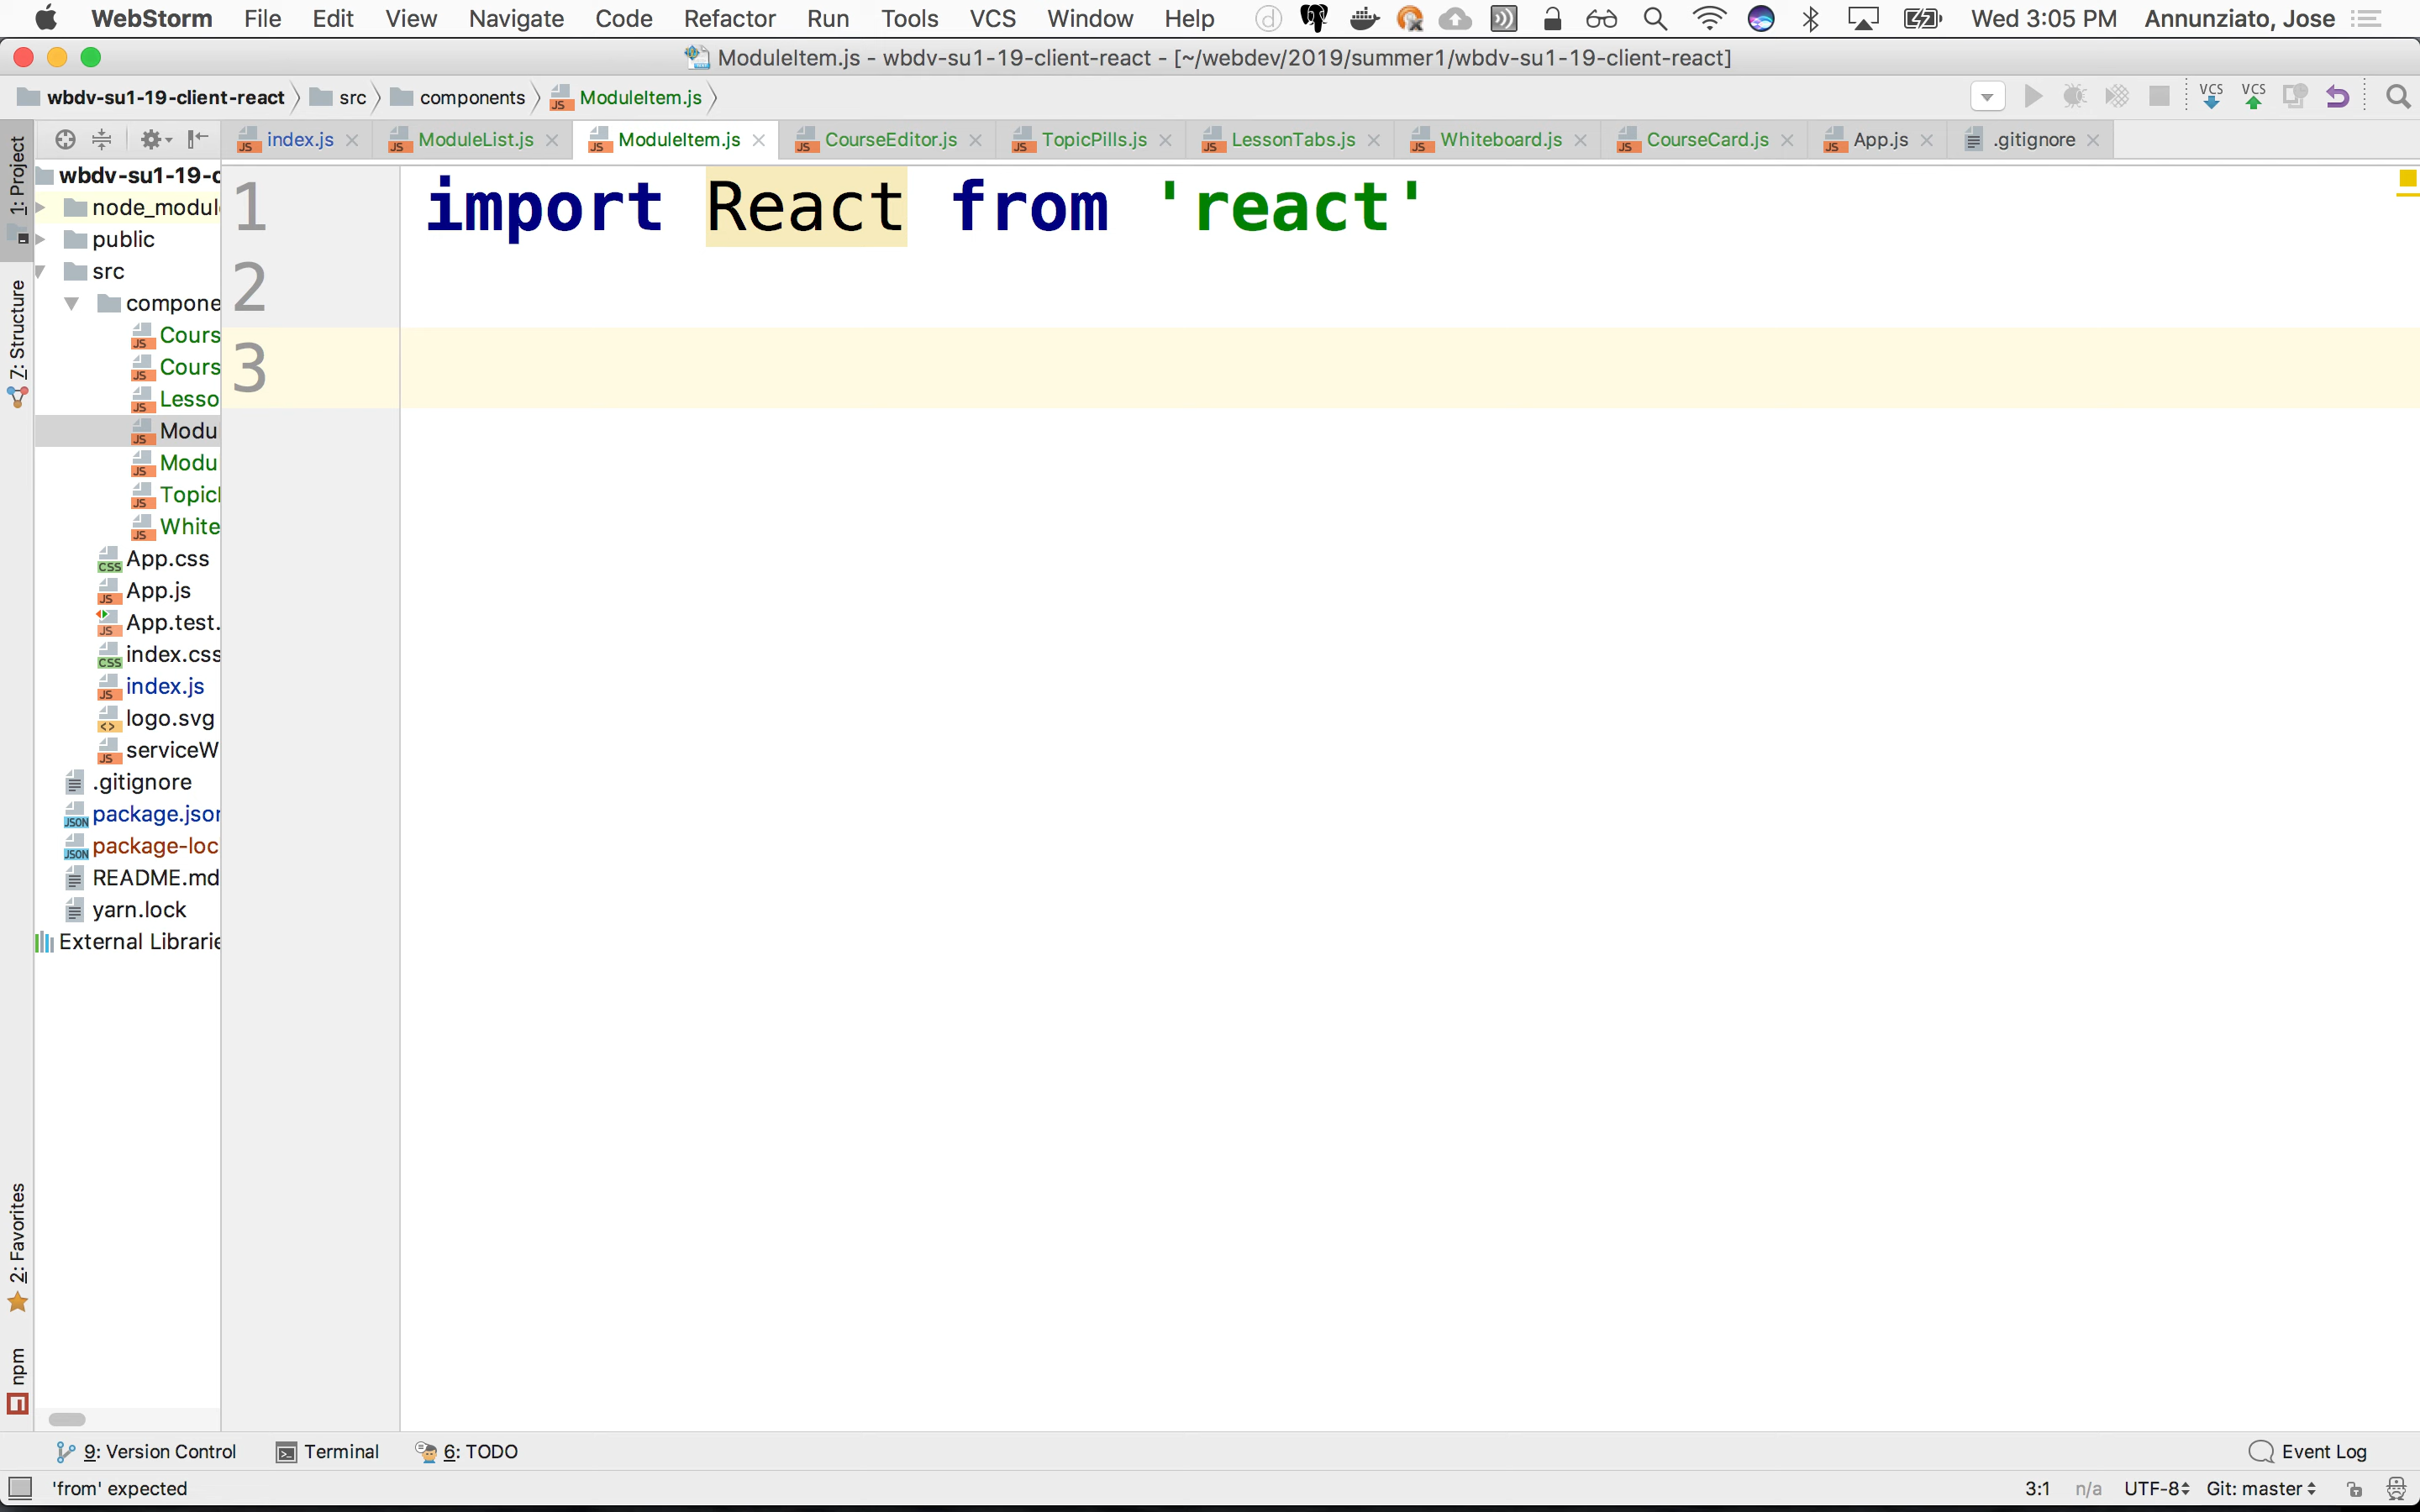 WebStorm File Edit View Navigate Code Refactor Run Tools VCS Window Help Wed 3:05 PM Annunziato, Jose
ModuleItem.js - wbdv-su1-19-client-react - [~/webdev/2019/summer1/wbdv-su1-19-client-react]
wbdv-su1-19-client-react src components ModuleItem.js VCS VCS
index.js ModuleList.js ModuleItem.js CourseEditor.js TopicPills.js LessonTabs.js Whiteboard.js CourseCard.js App.js .gitignore
1: Project
7: Structure
2: Favorites
npm
wbdv-su1-19-c
node_modul
public
src
compone
Cours
Cours
Lesso
Modu
Modu
Topic
White
App.css
App.js
App.test.
index.css
index.js
logo.svg
serviceW
.gitignore
package.json
package-loc
README.md
yarn.lock
External Librarie
1 import React from 'react'
2
3
9: Version Control Terminal 6: TODO Event Log
'from' expected 3:1 n/a UTF-8 Git: master